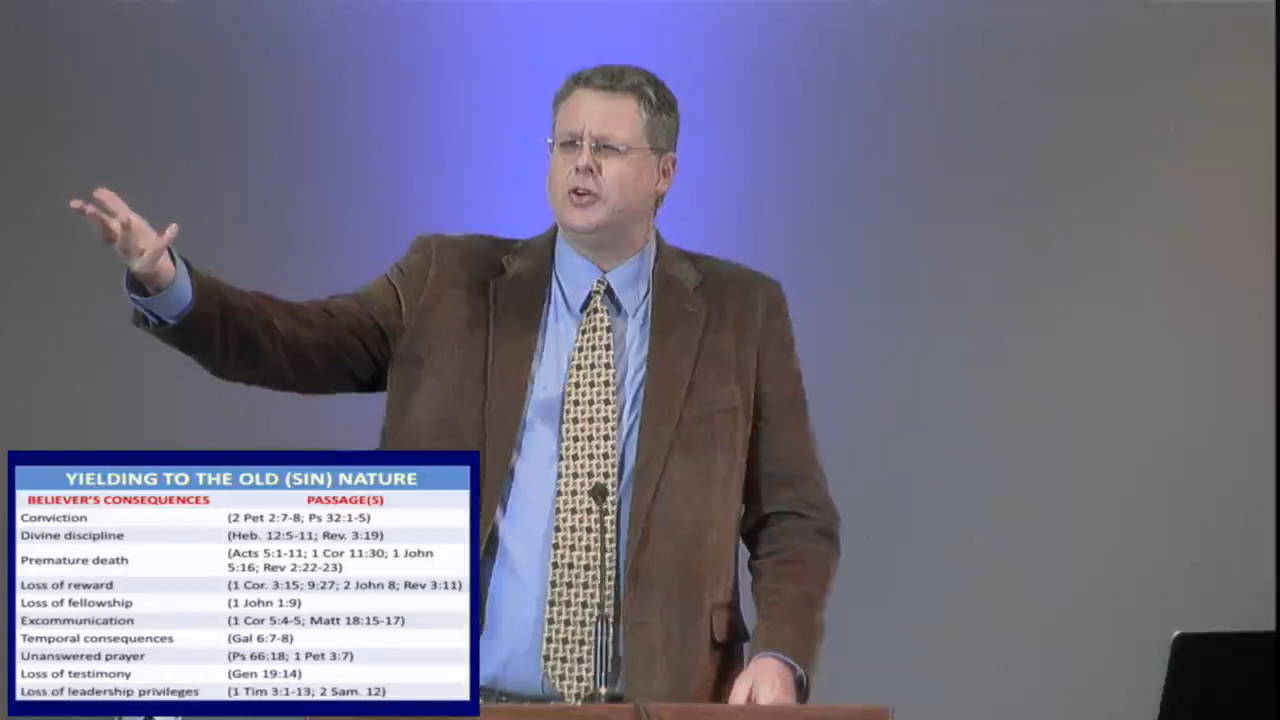 YIELDING TO THE OLD (SIN) NATURE
BELIEVER'S CONSEQUENCES PASSAGE(S)
Conviction (2 Pet 2:7-8; Ps 32:1-5)
Divine discipline (Heb. 12:5-11; Rev. 3:19)
Premature death (Acts 5:1-11; 1 Cor 11:30; 1 John
5:16; Rev 2:22-23)
Loss of reward (1 Cor. 3:15; 9:27; 2 John 8; Rev 3:11)
Loss of fellowship (1 John 1:9)
Excommunication (1 Cor 5:4-5; Matt 18:15-17)
Temporal consequences (Gal 6:7-8)
Unanswered prayer (Ps 66:18; 1 Pet 3:7)
Loss of testimony (Gen 19:14)
Loss of leadership privileges (1 Tim 3:1-13; 2 Sam. 12)